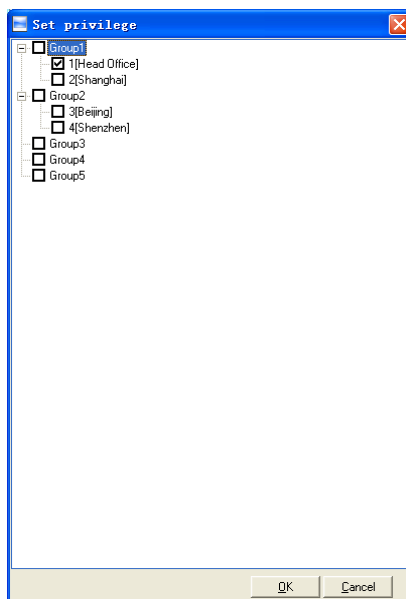 Set privilege
Group1
1[Head Office]
2[Shanghai]
Group2
3[Beijing]
4[Shenzhen]
Group3
Group4
Group5
OK Cancel